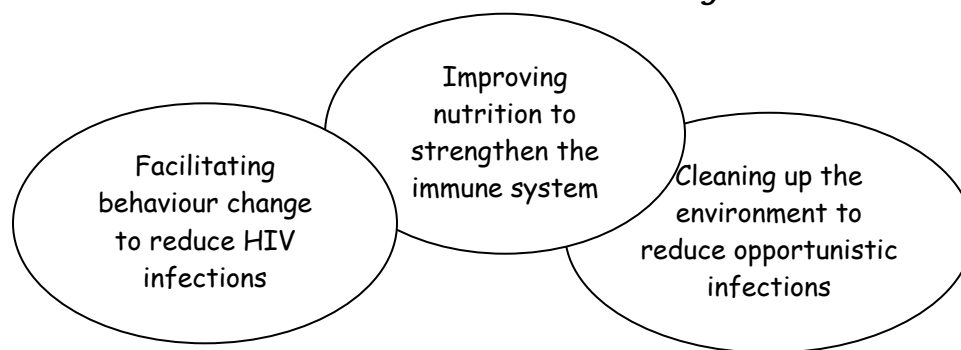 Improving
nutrition to
strengthen the
immune system
Facilitating
behaviour change
to reduce HIV
infections
Cleaning up the
environment to
reduce opportunistic
infections